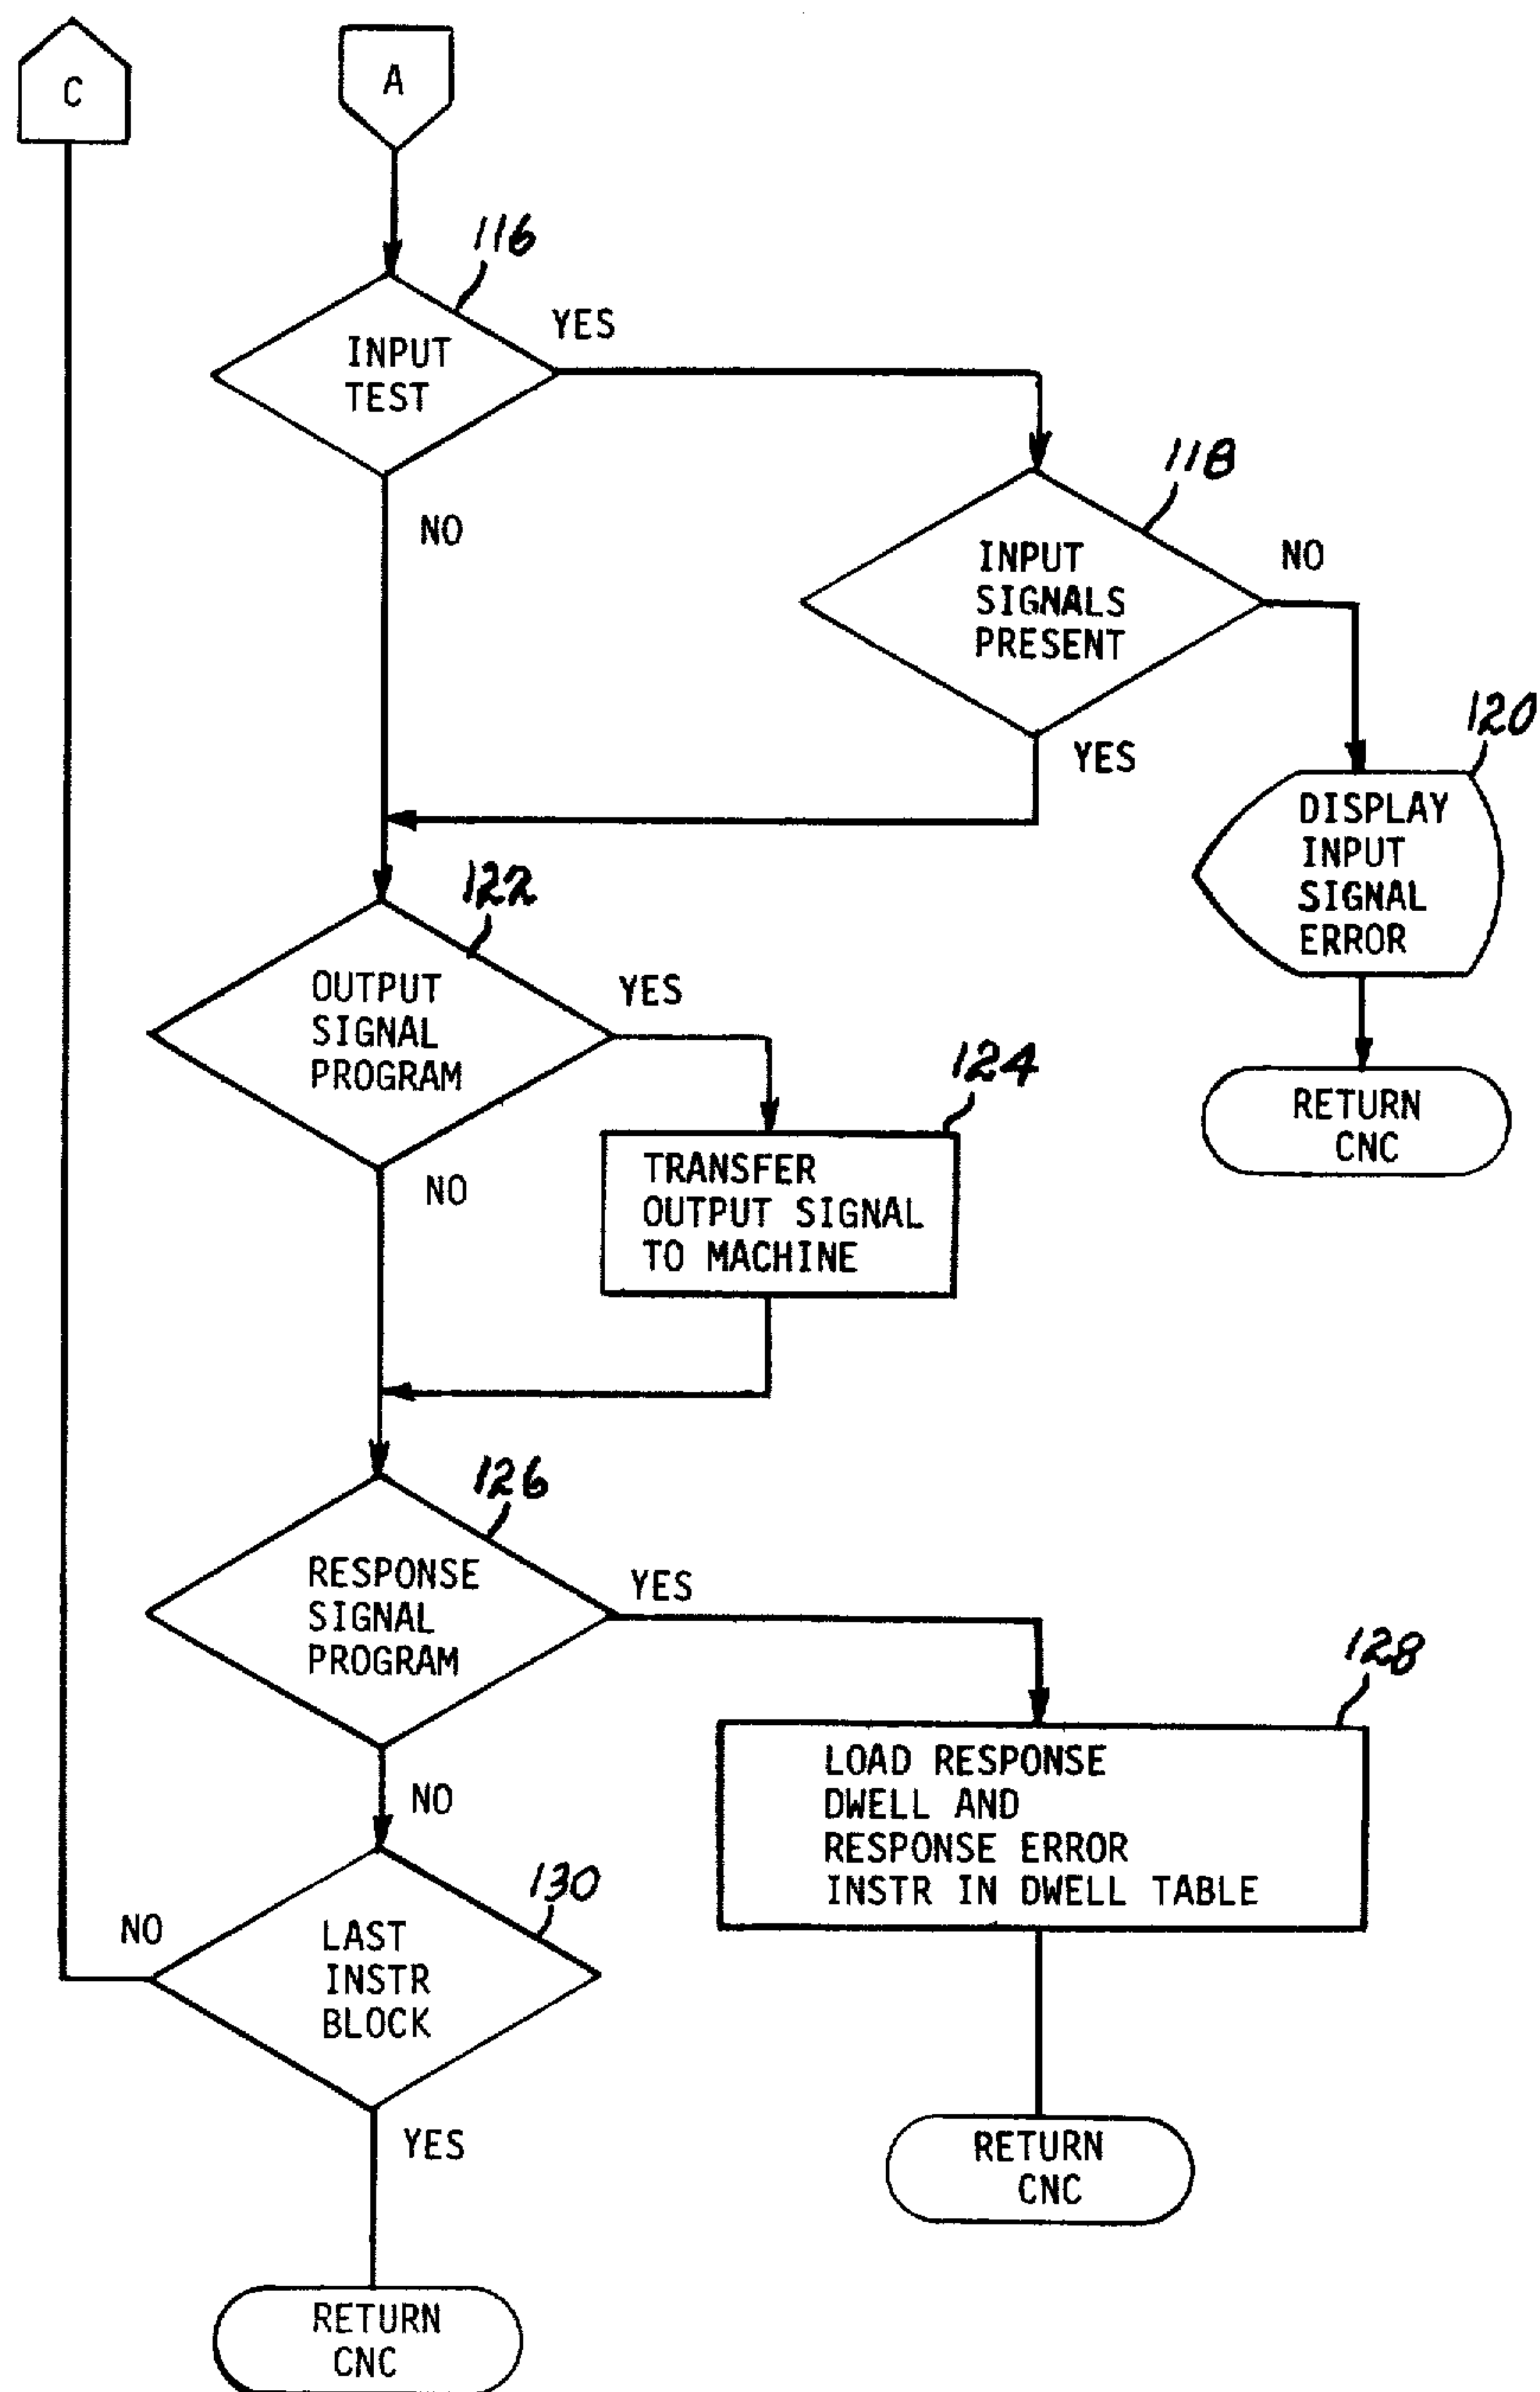 C
A
116
INPUT
TEST
YES
NO
118
INPUT
SIGNALS
PRESENT
NO
YES
120
DISPLAY
INPUT
SIGNAL
ERROR
RETURN
CNC
122
OUTPUT
SIGNAL
PROGRAM
YES
NO
124
TRANSFER
OUTPUT SIGNAL
TO MACHINE
126
RESPONSE
SIGNAL
PROGRAM
YES
NO
128
LOAD RESPONSE
DWELL AND
RESPONSE ERROR
INSTR IN DWELL TABLE
RETURN
CNC
130
LAST
INSTR
BLOCK
NO
YES
RETURN
CNC